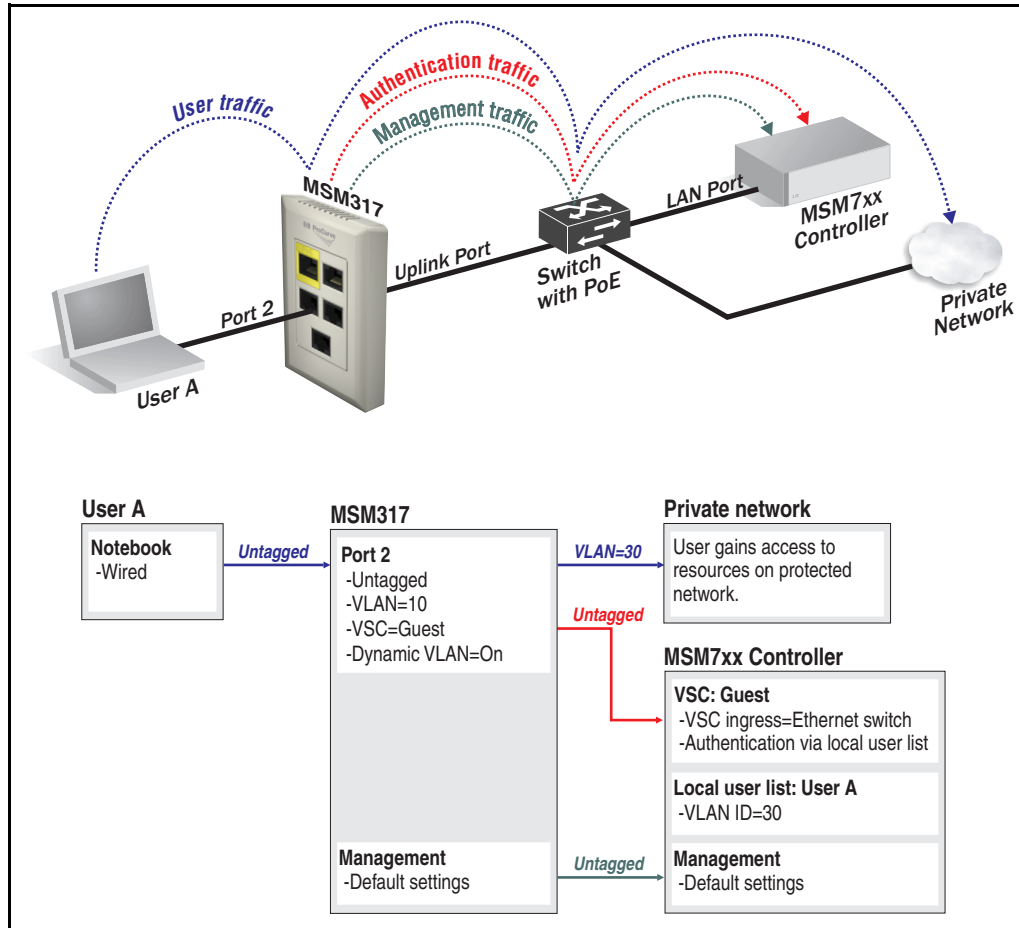 User traffic
Authentication traffic
Management traffic
MSM317
ProCurve
LAN Port
MSM7xx
Controller
Uplink Port
Switch
with PoE
Private
Network
Port 2
User A
User A
Notebook
-Wired
Untagged
MSM317
Port 2
-Untagged
-VLAN=10
-VSC=Guest
-Dynamic VLAN=On
Management
-Default settings
VLAN=30
Untagged
Untagged
Private network
User gains access to
resources on protected
network.
MSM7xx Controller
VSC: Guest
-VSC ingress=Ethernet switch
-Authentication via local user list
Local user list: User A
-VLAN ID=30
Management
-Default settings